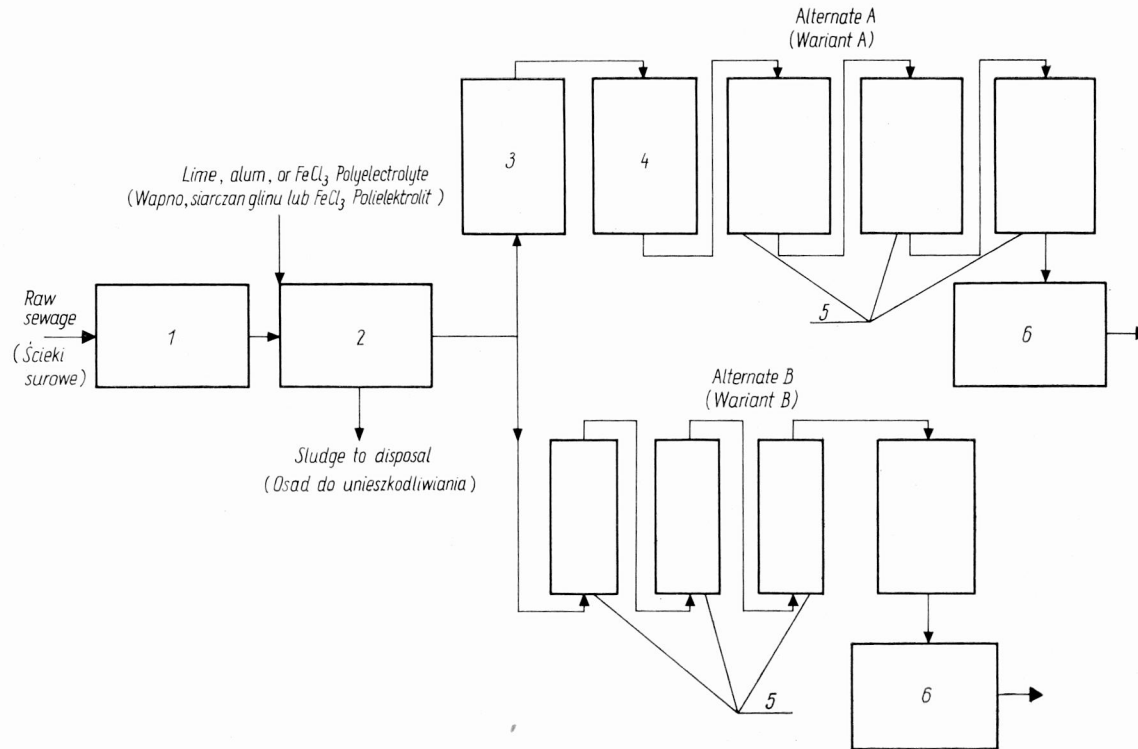 Alternate A
(Wariant A)
3
4
Lime, alum, or FeCl₃ Polyelectrolyte
(Wapno, siarczan glinu lub FeCl₃ Polielektrolit)
5
Raw
sewage
(Ścieki
surowe)
1
2
6
Alternate B
(Wariant B)
Sludge to disposal
(Osad do unieszkodliwiania)
5
6